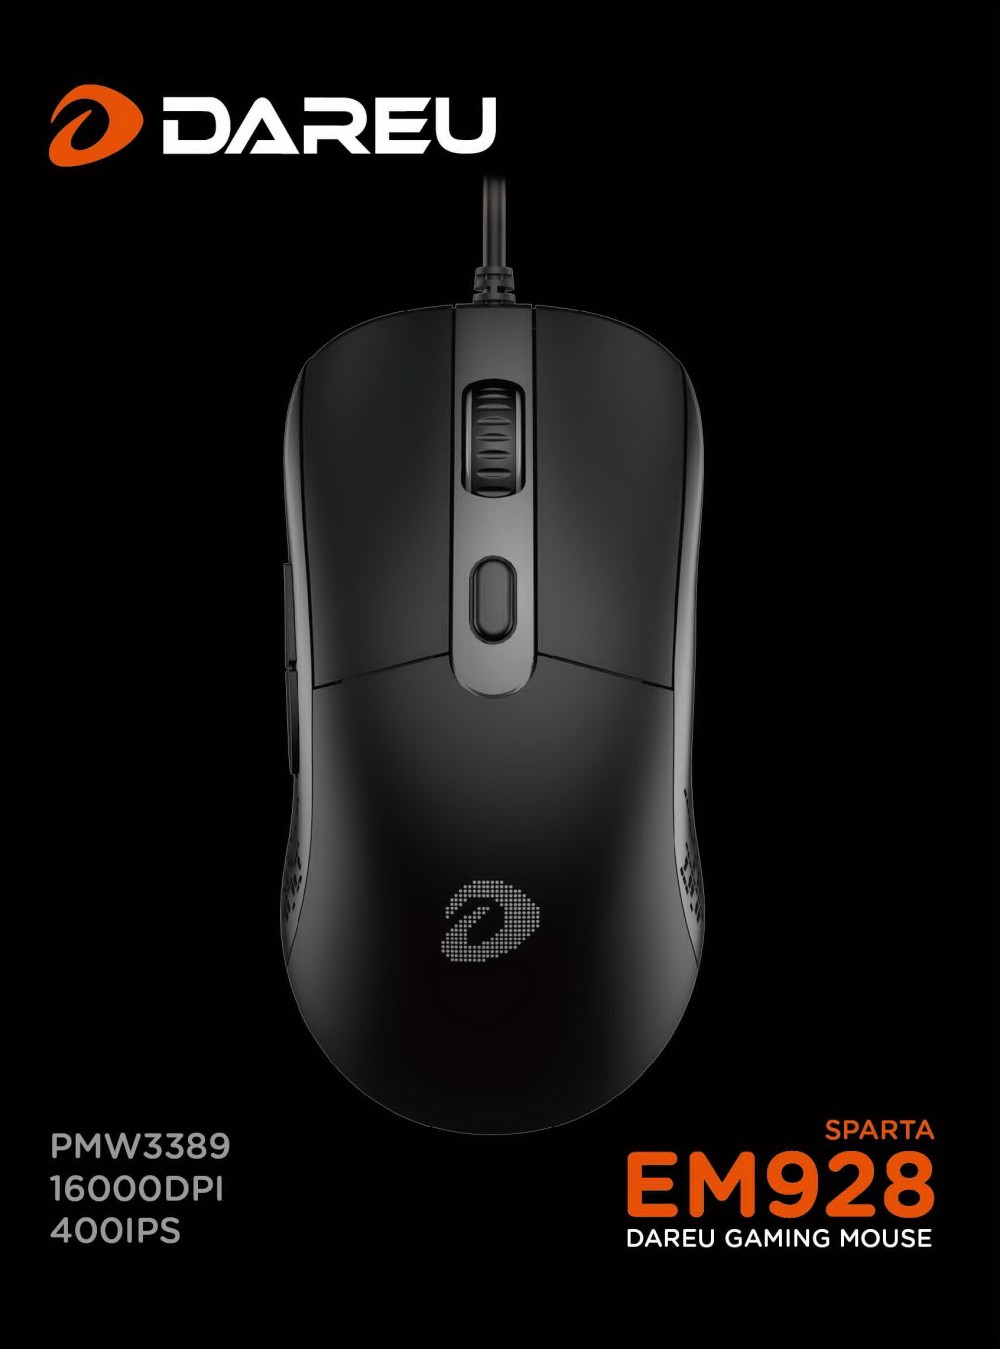 DAREU
PMW3389
16000DPI
400IPS
SPARTA
EM928
DAREU GAMING MOUSE